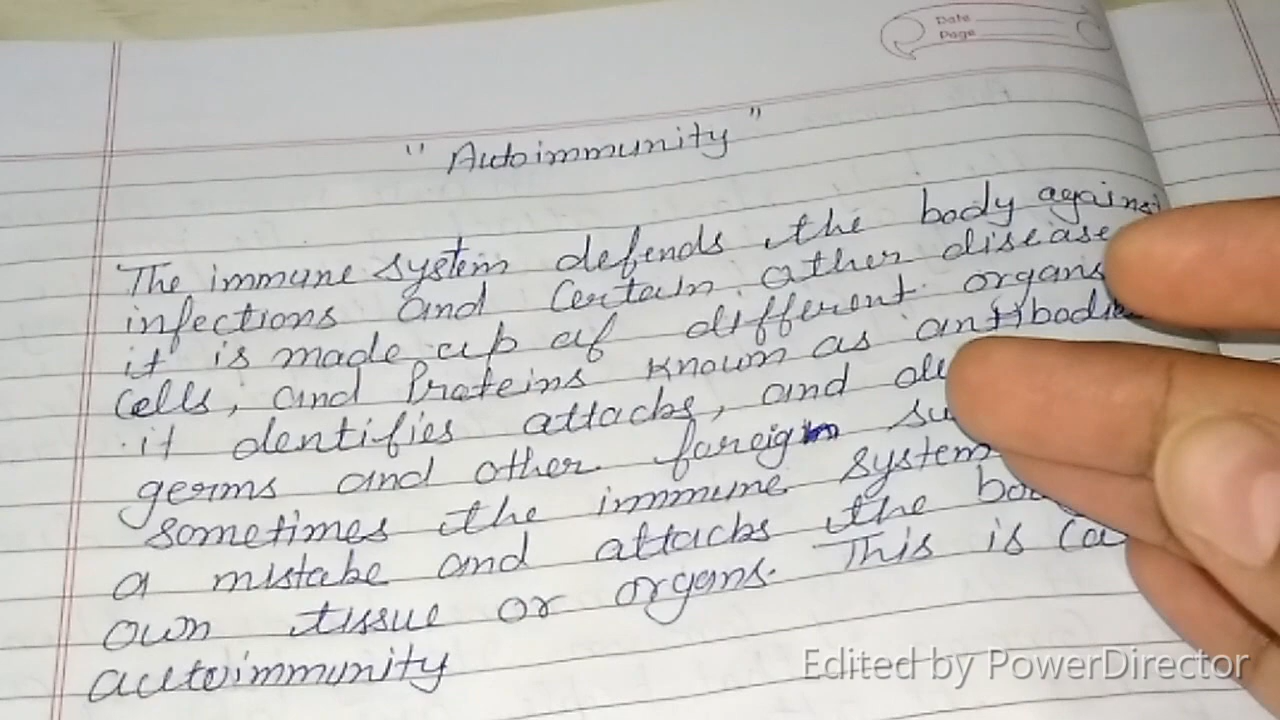 Date
Page
" Autoimmunity "
The immune system defends the body against
infections and Certain other disease
it is made up of different organs
cells, and Proteins known as antibodies
it dentifies attacks, and
germs and other foreign
sometimes the immune system
a mistake and attacks the
own tissue or organs. This is
autoimmunity
Edited by PowerDirector